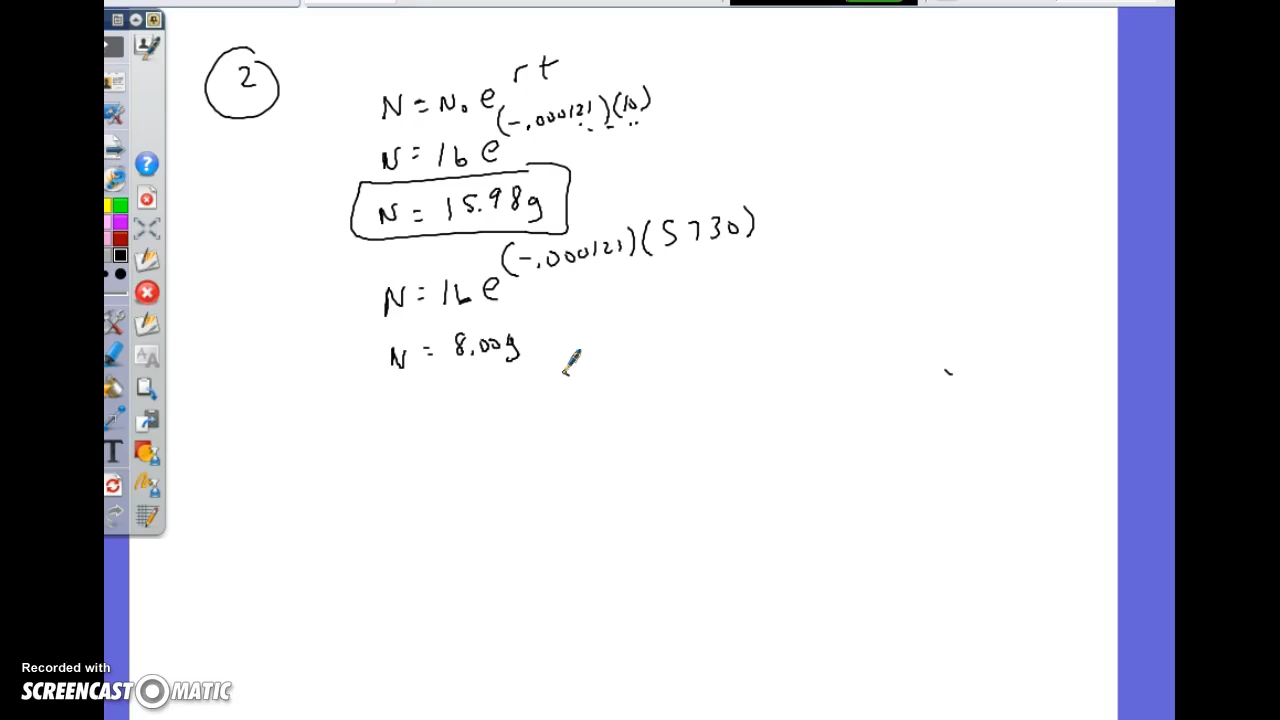 2
N = N₀ e^{rt}
N = 16 e^{(-.000121)(10)}
N = 15.98g
N = 16 e^{(-.000121)(5730)}
N = 8.00g
T
Recorded with
SCREENCAST O MATIC